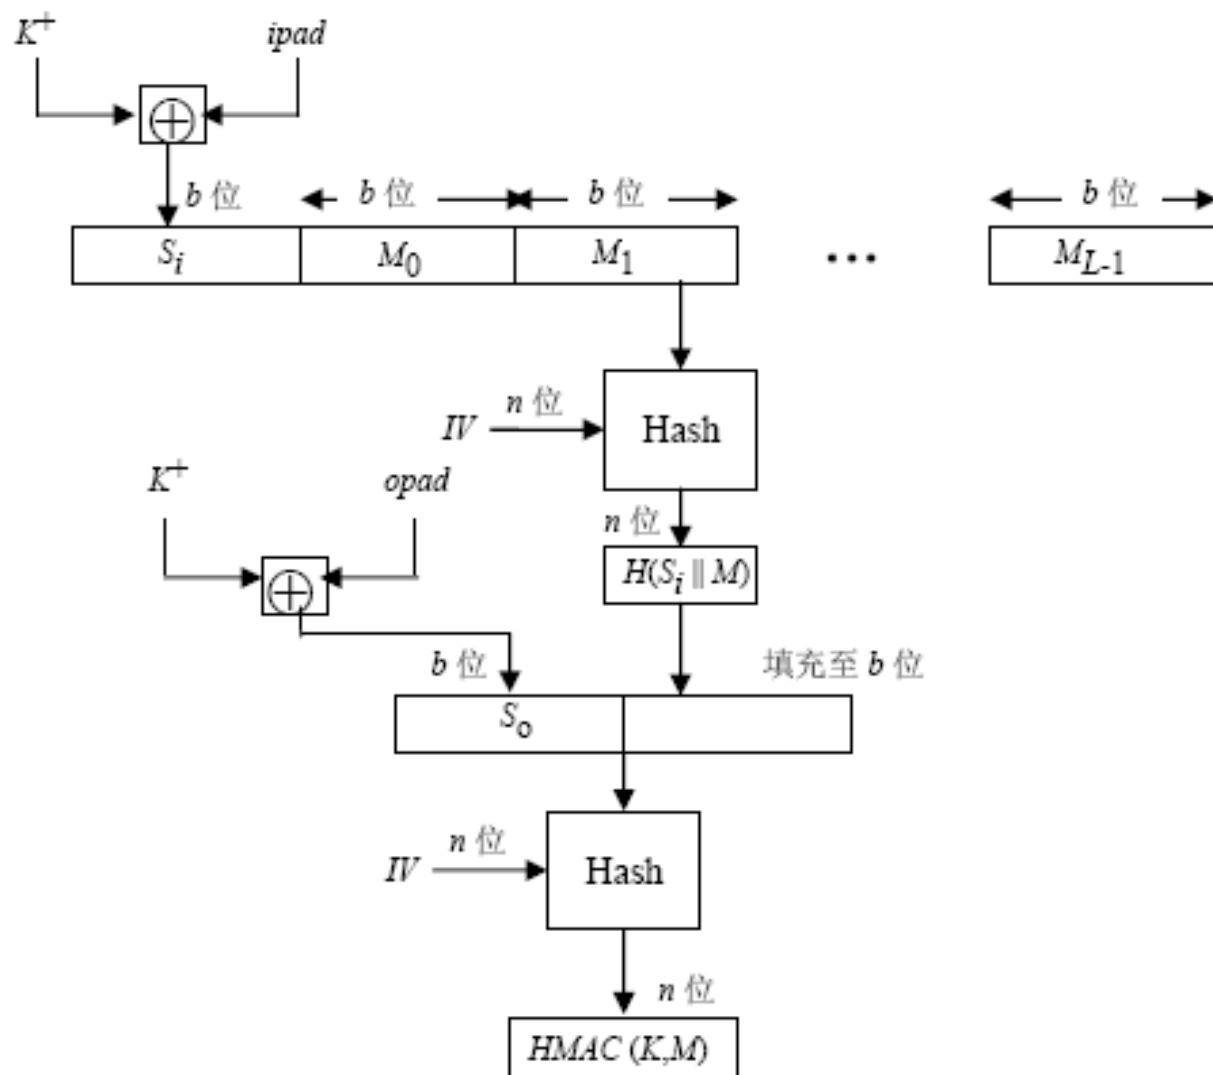 K⁺ ipad
b 位 b 位 b 位 b 位
Sᵢ M₀ M₁ … M_{L-1}
IV n 位 Hash
K⁺ opad
n 位
H(Sᵢ || M)
b 位 填充至 b 位
Sₒ
IV n 位 Hash
n 位
HMAC (K,M)